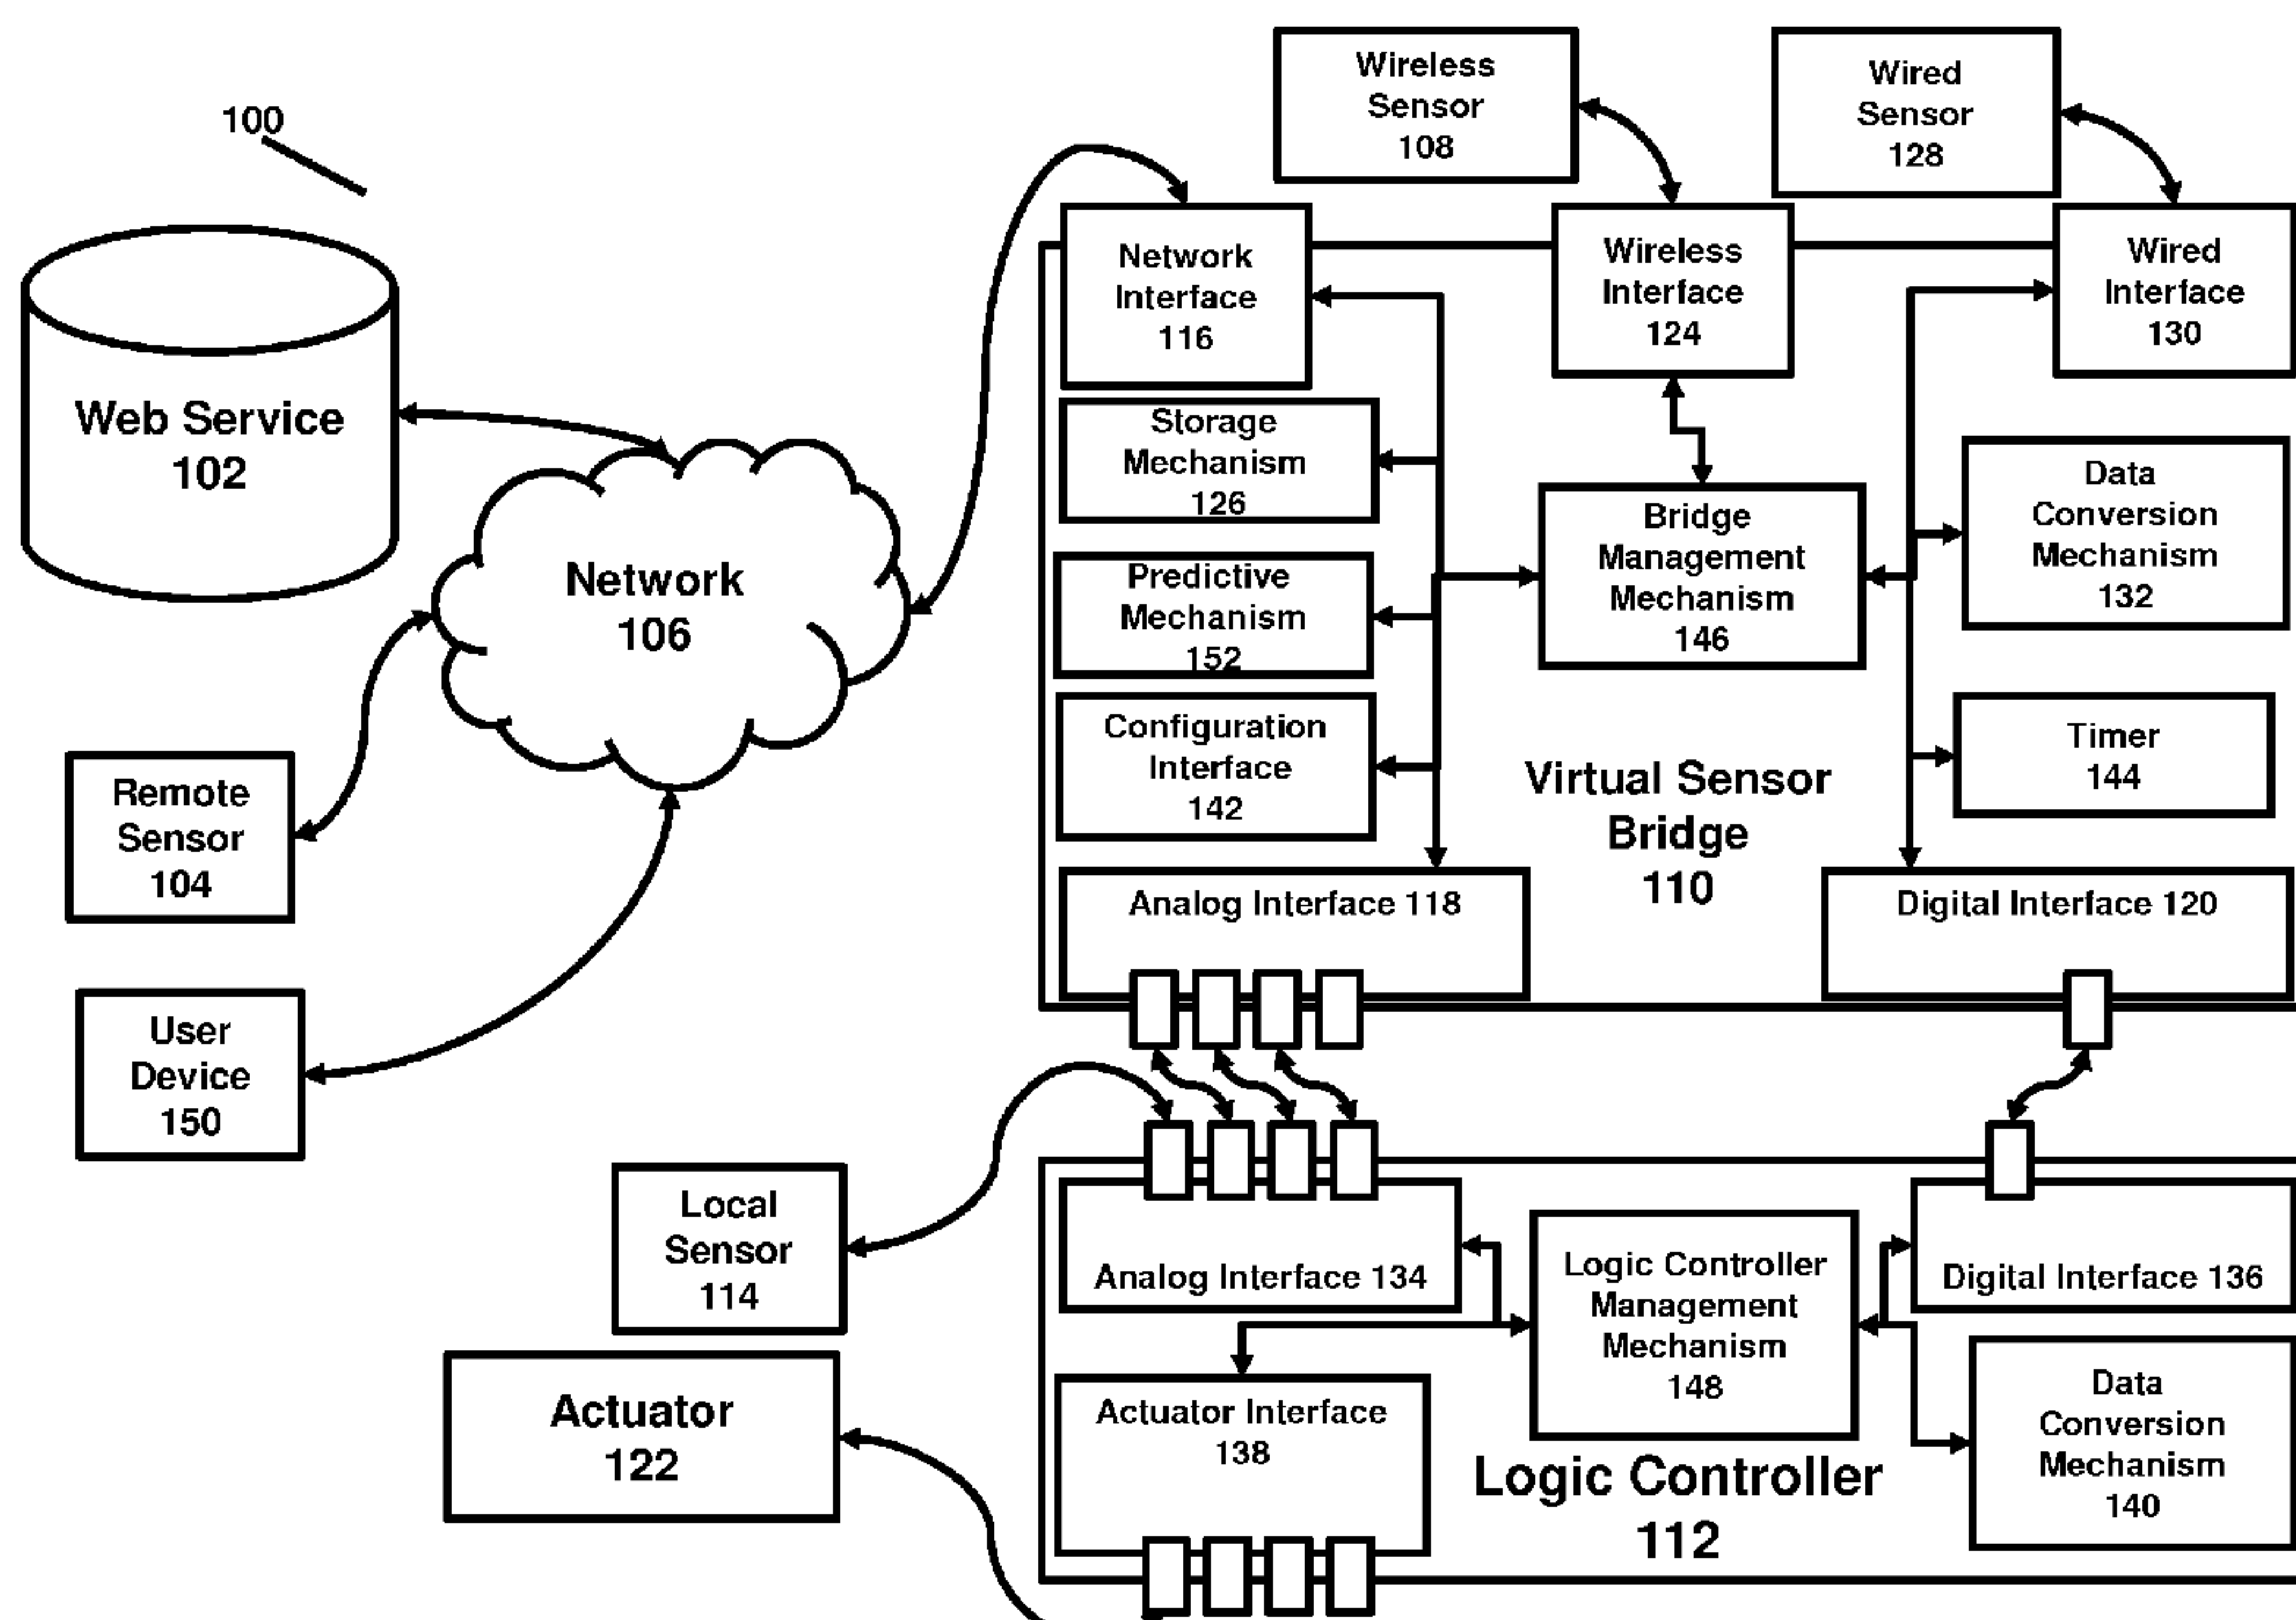 100
Web Service
102
Network
106
Remote
Sensor
104
User
Device
150
Local
Sensor
114
Actuator
122
Wireless
Sensor
108
Wired
Sensor
128
Network
Interface
116
Wireless
Interface
124
Wired
Interface
130
Storage
Mechanism
126
Predictive
Mechanism
152
Configuration
Interface
142
Bridge
Management
Mechanism
146
Data
Conversion
Mechanism
132
Timer
144
Virtual Sensor
Bridge
110
Analog Interface 118
Digital Interface 120
Analog Interface 134
Logic Controller
Management
Mechanism
148
Digital Interface 136
Actuator Interface
138
Data
Conversion
Mechanism
140
Logic Controller
112